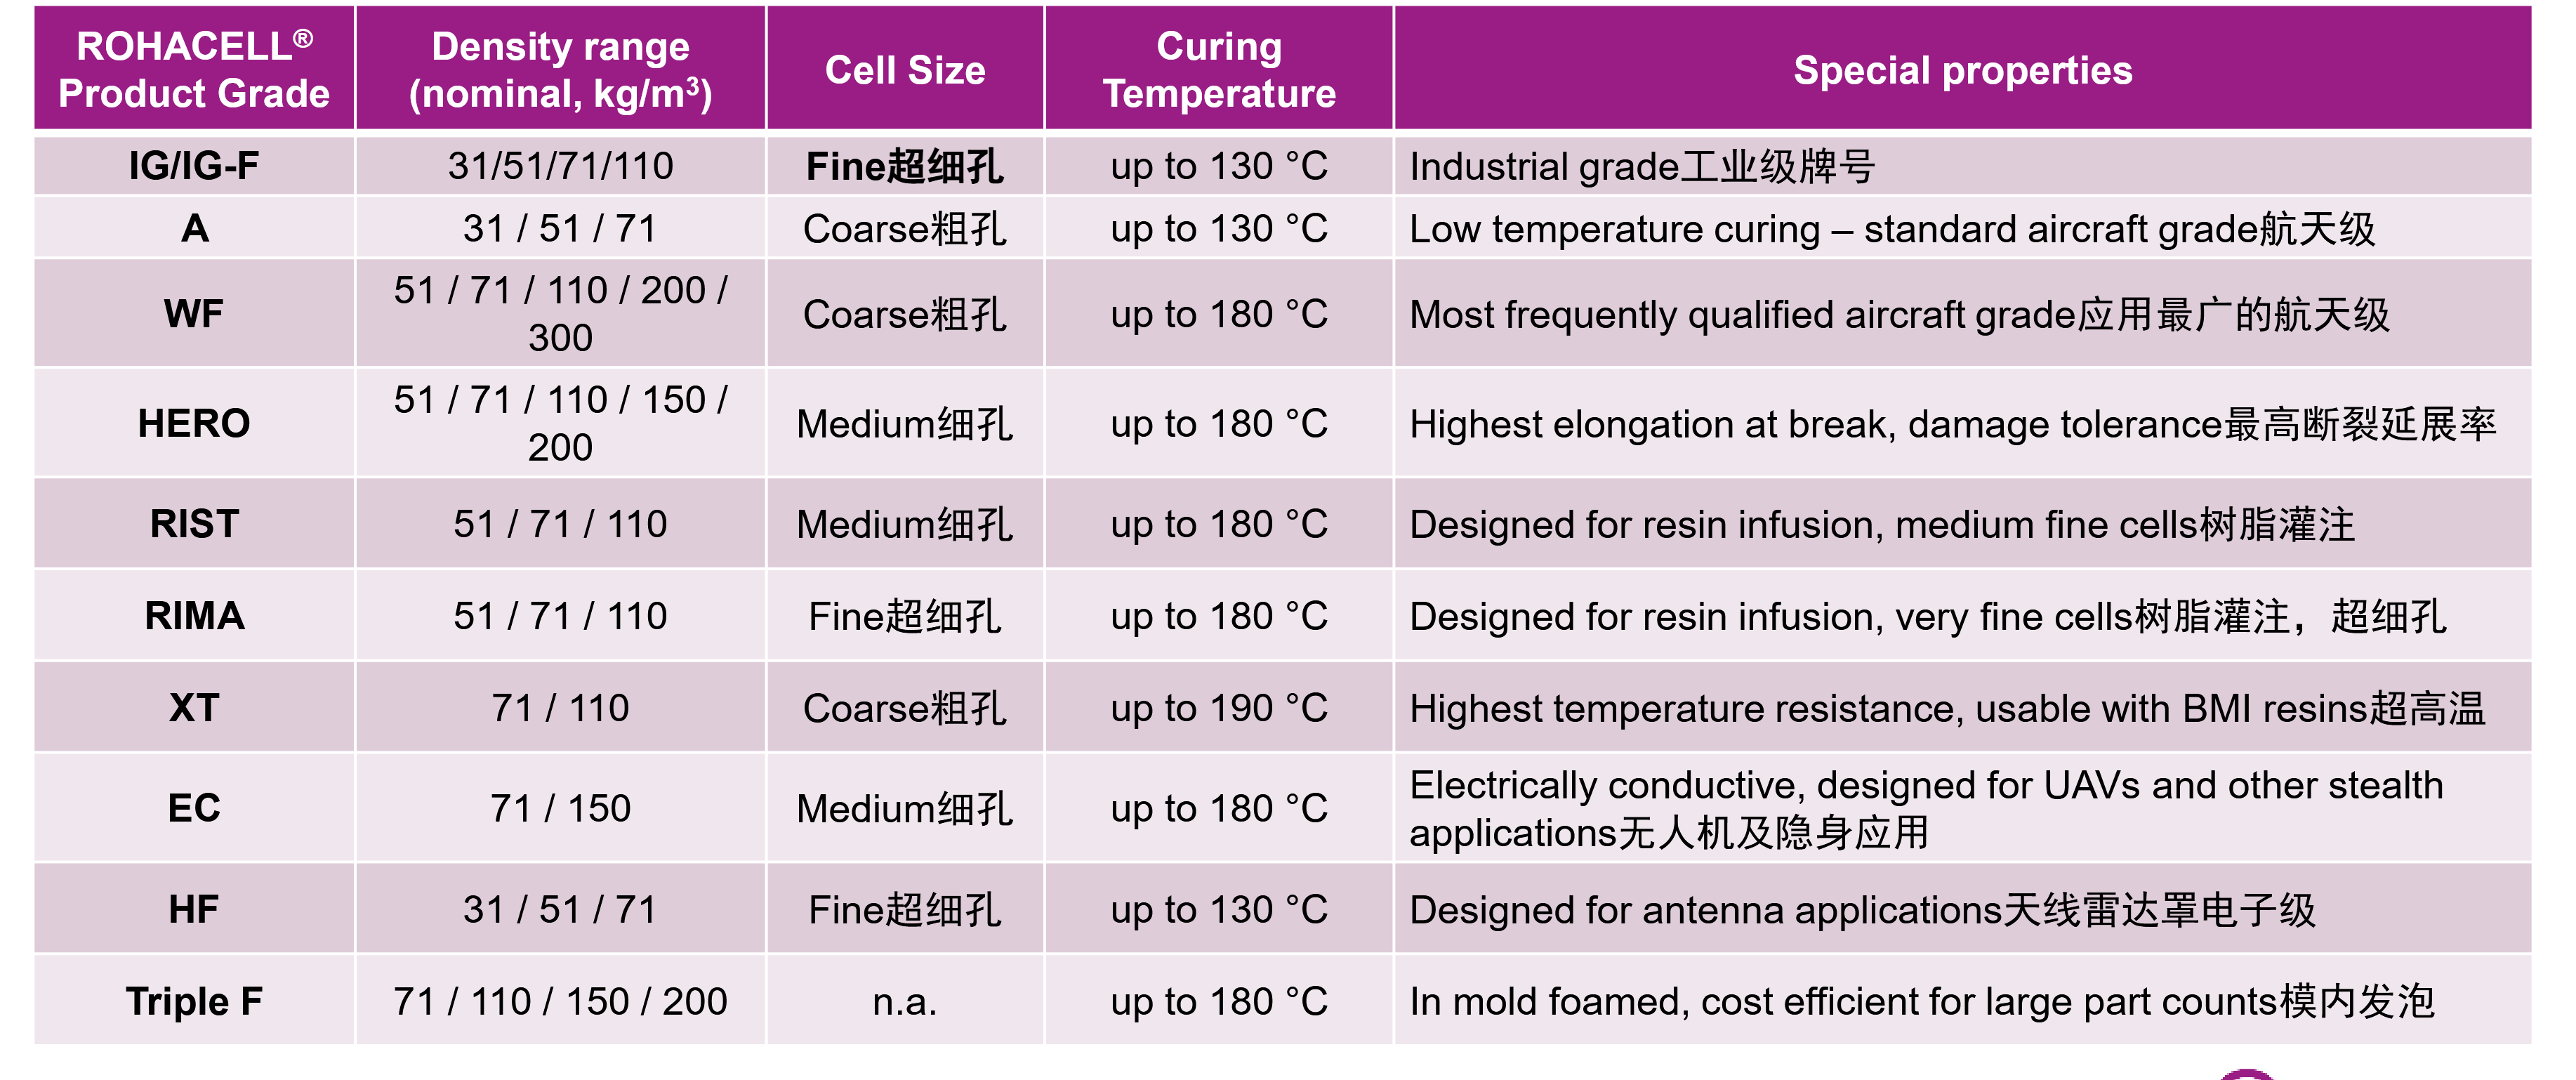 ROHACELL® Product Grade
Density range (nominal, kg/m³)
Cell Size
Curing Temperature
Special properties
IG/IG-F
31/51/71/110
Fine超细孔
up to 130 °C
Industrial grade工业级牌号
A
31 / 51 / 71
Coarse粗孔
up to 130 °C
Low temperature curing – standard aircraft grade航天级
WF
51 / 71 / 110 / 200 /
300
Coarse粗孔
up to 180 °C
Most frequently qualified aircraft grade应用最广的航天级
HERO
51 / 71 / 110 / 150 /
200
Medium细孔
up to 180 °C
Highest elongation at break, damage tolerance最高断裂延展率
RIST
51 / 71 / 110
Medium细孔
up to 180 °C
Designed for resin infusion, medium fine cells树脂灌注
RIMA
51 / 71 / 110
Fine超细孔
up to 180 °C
Designed for resin infusion, very fine cells树脂灌注，超细孔
XT
71 / 110
Coarse粗孔
up to 190 °C
Highest temperature resistance, usable with BMI resins超高温
EC
71 / 150
Medium细孔
up to 180 °C
Electrically conductive, designed for UAVs and other stealth
applications无人机及隐身应用
HF
31 / 51 / 71
Fine超细孔
up to 130 °C
Designed for antenna applications天线雷达罩电子级
Triple F
71 / 110 / 150 / 200
n.a.
up to 180 °C
In mold foamed, cost efficient for large part counts模内发泡